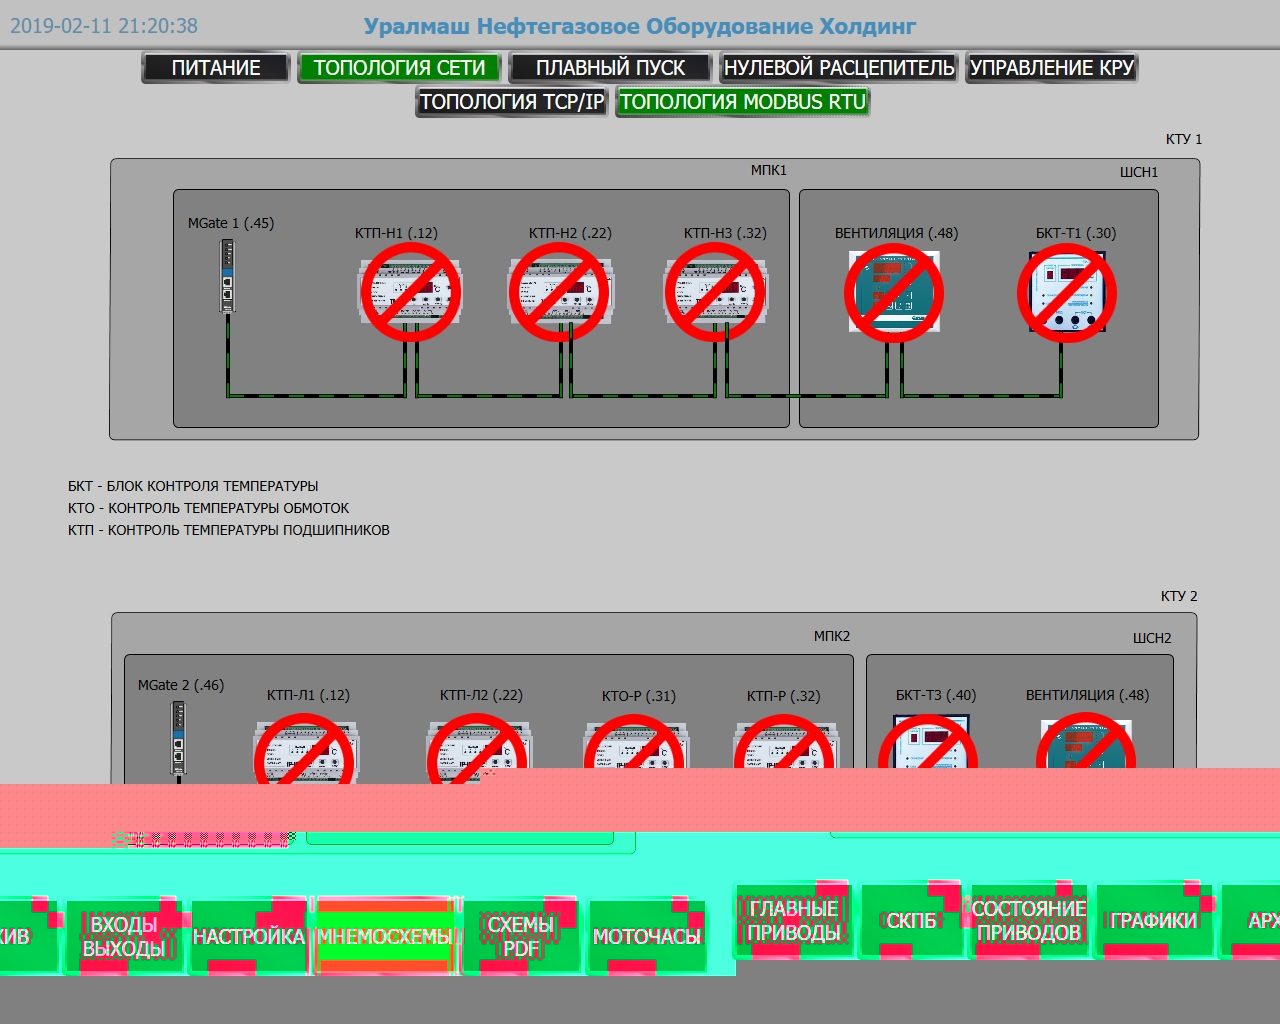 2019-02-11 21:20:38
Уралмаш Нефтегазовое Оборудование Холдинг
ПИТАНИЕ
ТОПОЛОГИЯ СЕТИ
ПЛАВНЫЙ ПУСК
НУЛЕВОЙ РАСЦЕПИТЕЛЬ
УПРАВЛЕНИЕ КРУ
ТОПОЛОГИЯ TCP/IP
ТОПОЛОГИЯ MODBUS RTU
КТУ 1
МПК1
ШСН1
MGate 1 (.45)
КТП-Н1 (.12)
КТП-Н2 (.22)
КТП-Н3 (.32)
ВЕНТИЛЯЦИЯ (.48)
БКТ-Т1 (.30)
БКТ - БЛОК КОНТРОЛЯ ТЕМПЕРАТУРЫ
КТО - КОНТРОЛЬ ТЕМПЕРАТУРЫ ОБМОТОК
КТП - КОНТРОЛЬ ТЕМПЕРАТУРЫ ПОДШИПНИКОВ
КТУ 2
МПК2
ШСН2
MGate 2 (.46)
КТП-Л1 (.12)
КТП-Л2 (.22)
КТО-Р (.31)
КТП-Р (.32)
БКТ-Т3 (.40)
ВЕНТИЛЯЦИЯ (.48)
ИВ
ВХОДЫ
ВЫХОДЫ
НАСТРОЙКА
МНЕМОСХЕМЫ
СХЕМЫ
PDF
МОТОЧАСЫ
ГЛАВНЫЕ
ПРИВОДЫ
СКПБ
СОСТОЯНИЕ
ПРИВОДОВ
ГРАФИКИ
АРХ